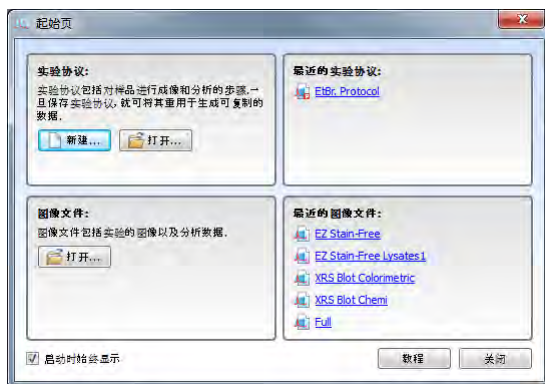 起始页
实验协议:
实验协议包括对样品进行成像和分析的步骤.一
旦保存实验协议, 就可将其重用于生成可复制的
数据.
新建...
打开...
最近的实验协议:
EtBr. Protocol
图像文件:
图像文件包括实验的图像以及分析数据.
打开...
最近的图像文件:
EZ Stain-Free
EZ Stain-Free Lysates1
XRS Blot Colorimetric
XRS Blot Chemi
Full
启动时始终显示
教程
关闭